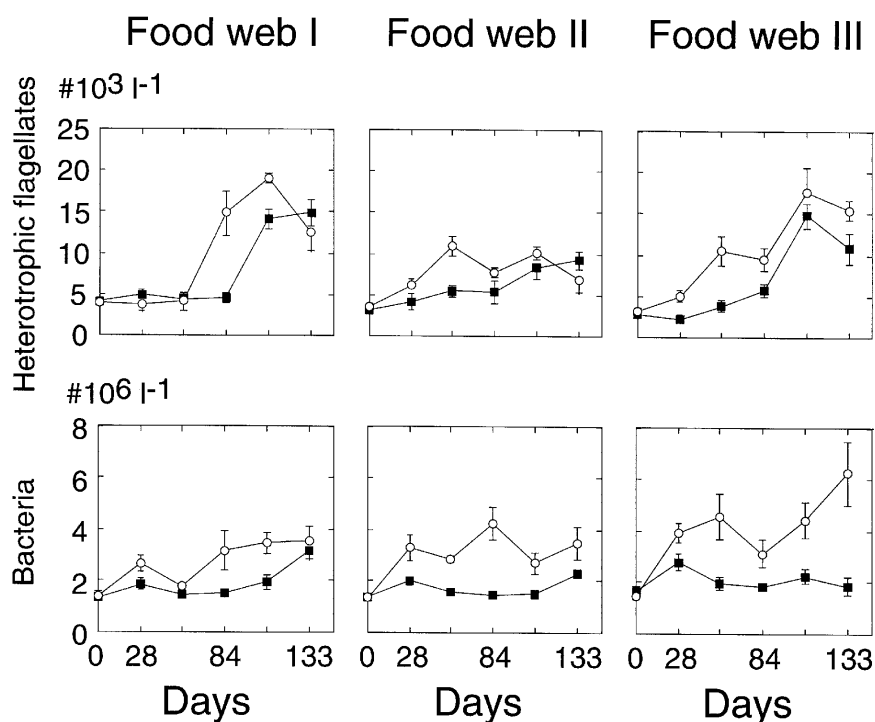 Food web I Food web II Food web III
#10³ l-1
Heterotrophic flagellates
25
20
15
10
5
0
#10⁶ l-1
Bacteria
8
6
4
2
0
0 28 84 133 0 28 84 133 0 28 84 133
Days Days Days